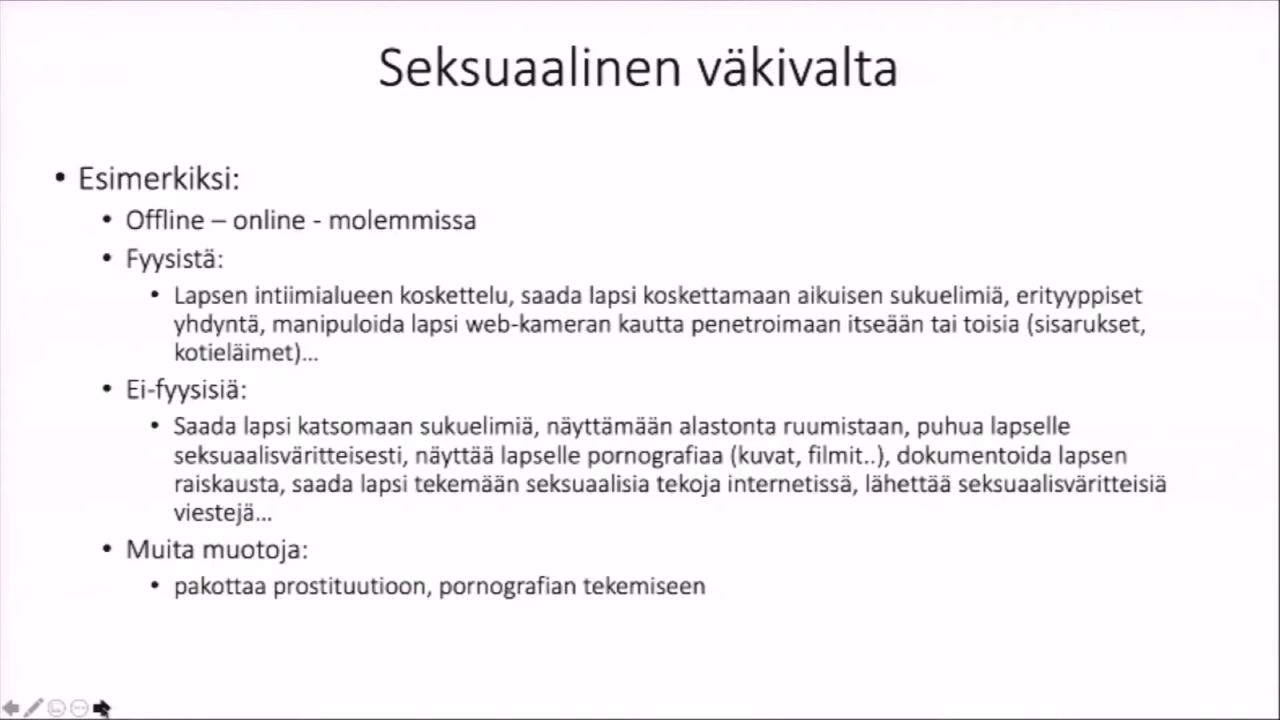 Seksuaalinen väkivalta
• Esimerkiksi:
• Offline – online - molemmissa
• Fyysistä:
• Lapsen intiimialueen koskettelu, saada lapsi koskettamaan aikuisen sukuelimiä, erityyppiset
yhdyntä, manipuloida lapsi web-kameran kautta penetroimaan itseään tai toisia (sisarukset,
kotieläimet)...
• Ei-fyysisiä:
• Saada lapsi katsomaan sukuelimiä, näyttämään alastonta ruumistaan, puhua lapselle
seksuaalisväritteisesti, näyttää lapselle pornografiaa (kuvat, filmit..), dokumentoida lapsen
raiskausta, saada lapsi tekemään seksuaalisia tekoja internetissä, lähettää seksuaalisväritteisiä
viestejä...
• Muita muotoja:
• pakottaa prostituutioon, pornografian tekemiseen